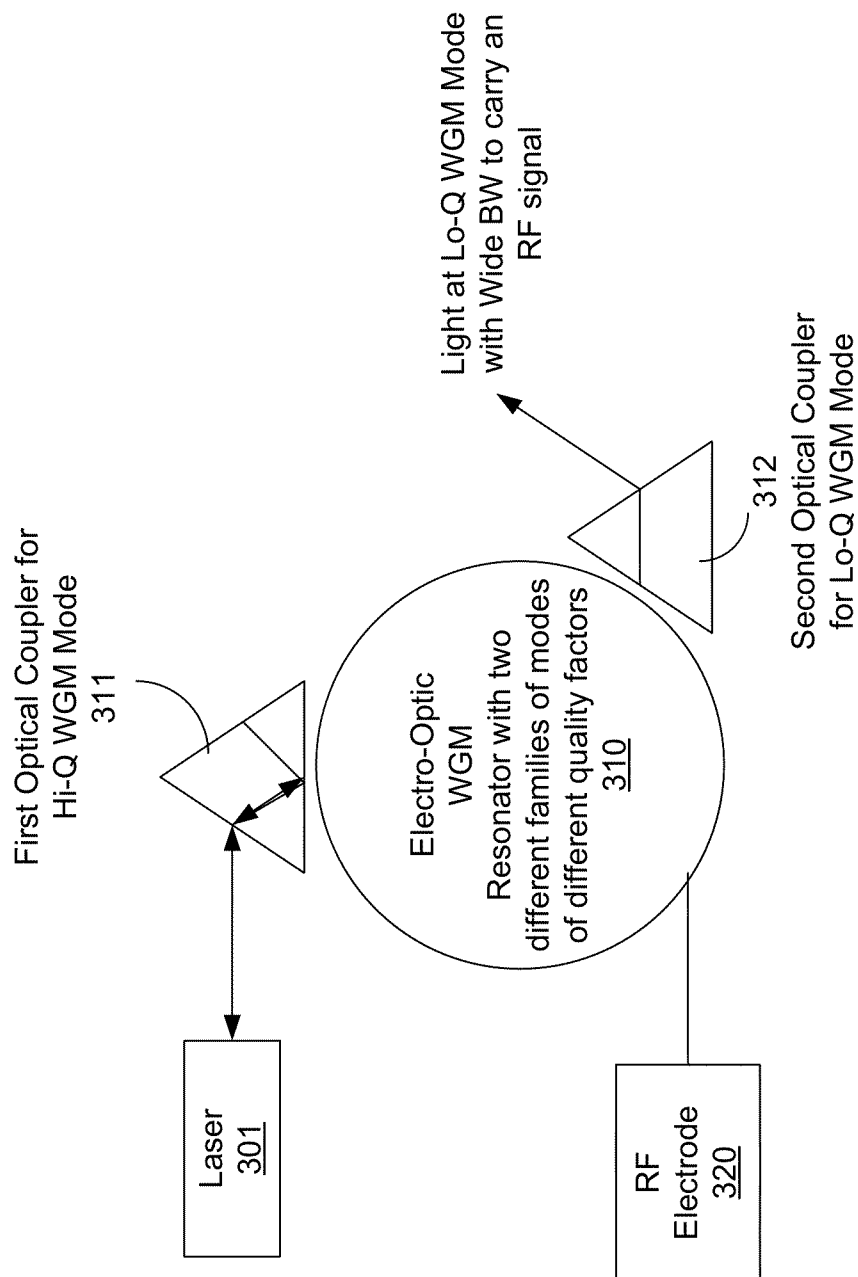 First Optical Coupler for
Hi-Q WGM Mode
311
Laser
301
Electro-Optic
WGM
Resonator with two
different families of modes
of different quality factors
310
Light at Lo-Q WGM Mode
with Wide BW to carry an
RF signal
RF
Electrode
320
312
Second Optical Coupler
for Lo-Q WGM Mode